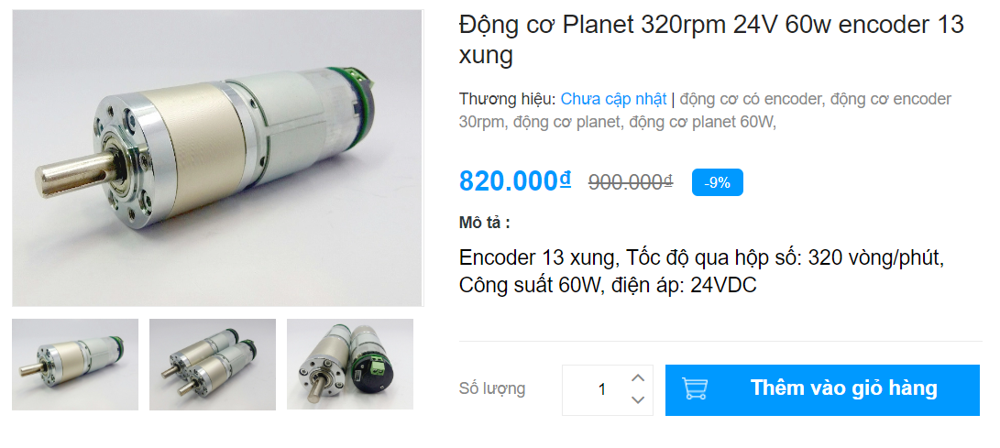 Động cơ Planet 320rpm 24V 60w encoder 13
xung
Thương hiệu: Chưa cập nhật | động cơ có encoder, động cơ encoder
30rpm, động cơ planet, động cơ planet 60W,
820.000₫ 900.000₫ -9%
Mô tả :
Encoder 13 xung, Tốc độ qua hộp số: 320 vòng/phút,
Công suất 60W, điện áp: 24VDC
Số lượng 1 Thêm vào giỏ hàng